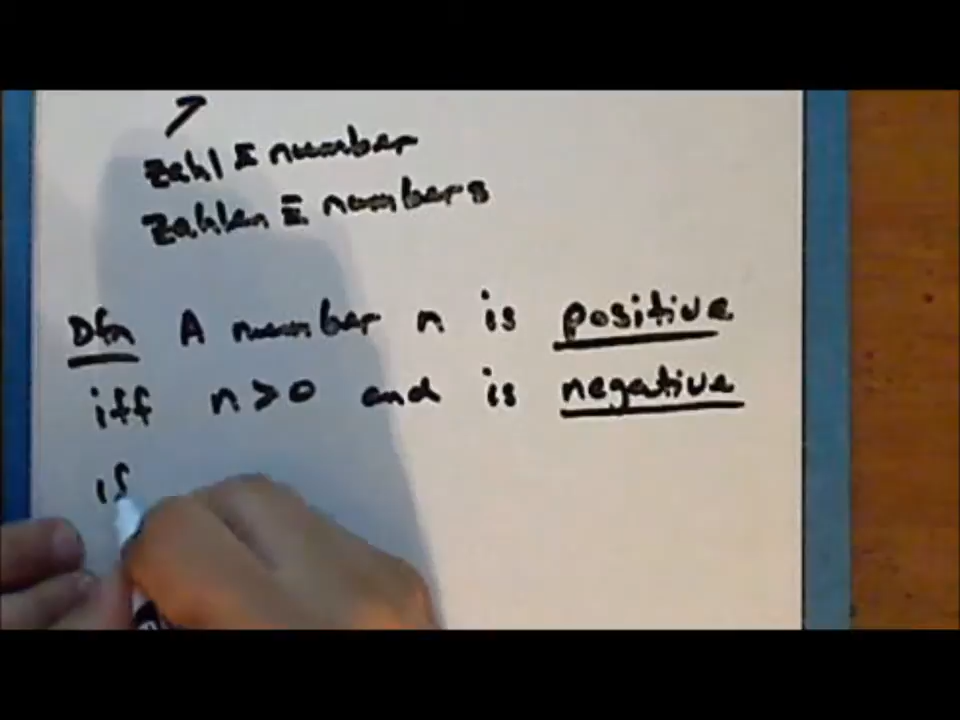 zahl ≡ number
zahlen ≡ numbers
Dfn A number n is positive
iff n > 0 and is negative
if